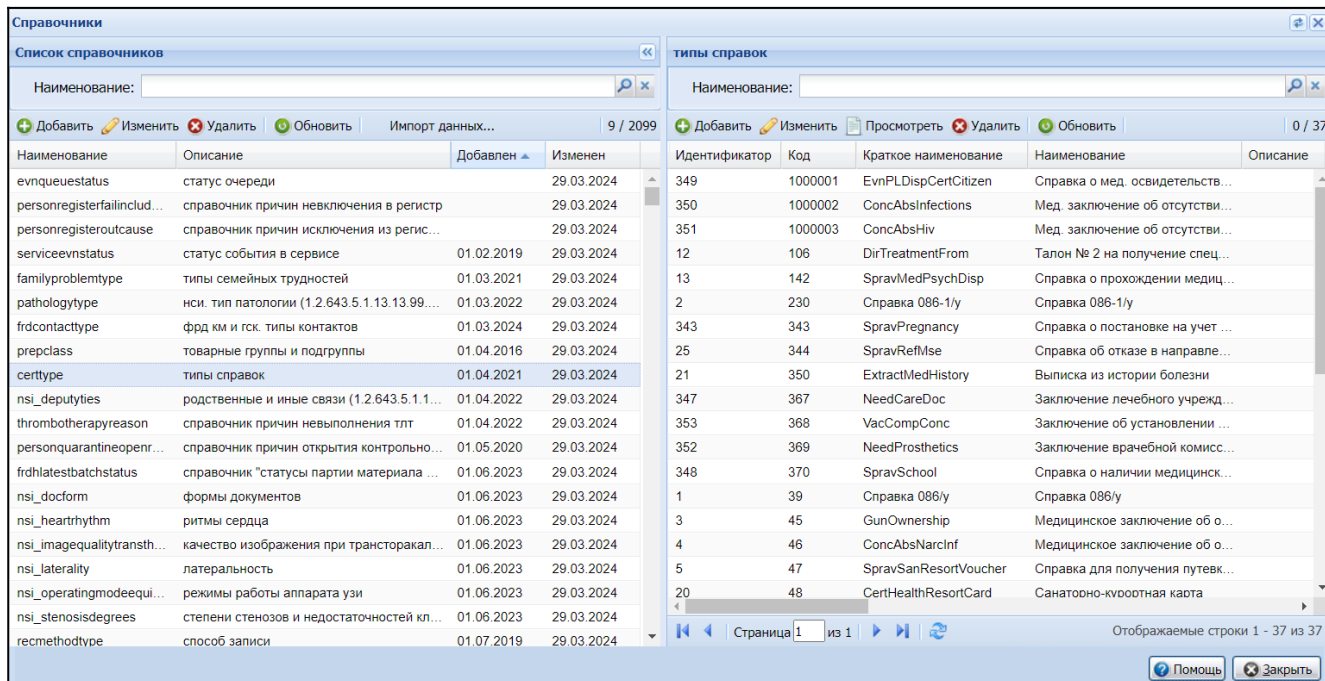 Справочники
Список справочников
Наименование:
Добавить Изменить Удалить Обновить Импорт данных... 9 / 2099
Наименование Описание Добавлен Изменен
evnqueuestatus статус очереди 29.03.2024
personregisterfailinclud... справочник причин невключения в регистр 29.03.2024
personregisteroutcause справочник причин исключения из регис... 29.03.2024
serviceevnstatus статус события в сервисе 01.02.2019 29.03.2024
familyproblemtype типы семейных трудностей 01.03.2021 29.03.2024
pathologytype нси. тип патологии (1.2.643.5.1.13.13.99.... 01.03.2022 29.03.2024
frdcontacttype фрд км и гск. типы контактов 01.03.2024 29.03.2024
prepclass товарные группы и подгруппы 01.04.2016 29.03.2024
certtype типы справок 01.04.2021 29.03.2024
nsi_deputyties родственные и иные связи (1.2.643.5.1.1... 01.04.2022 29.03.2024
thrombotherapyreason справочник причин невыполнения тлт 01.04.2022 29.03.2024
personquarantineopenr... справочник причин открытия контрольно... 01.05.2020 29.03.2024
frdhlatestbatchstatus справочник "статусы партии материала ... 01.06.2023 29.03.2024
nsi_docform формы документов 01.06.2023 29.03.2024
nsi_heartrhythm ритмы сердца 01.06.2023 29.03.2024
nsi_imagequalitytransth... качество изображения при трансторакал... 01.06.2023 29.03.2024
nsi_laterality латеральность 01.06.2023 29.03.2024
nsi_operatingmodeequi... режимы работы аппарата узи 01.06.2023 29.03.2024
nsi_stenosisdegrees степени стенозов и недостаточностей кл... 01.06.2023 29.03.2024
recmethodtype способ записи 01.07.2019 29.03.2024
типы справок
Наименование:
Добавить Изменить Просмотреть Удалить Обновить 0 / 37
Идентификатор Код Краткое наименование Наименование Описание
349 1000001 EvnPLDispCertCitizen Справка о мед. освидетельств...
350 1000002 ConcAbsInfections Мед. заключение об отсутстви...
351 1000003 ConcAbsHiv Мед. заключение об отсутстви...
12 106 DirTreatmentFrom Талон № 2 на получение спец...
13 142 SpravMedPsychDisp Справка о прохождении медиц...
2 230 Справка 086-1/у Справка 086-1/у
343 343 SpravPregnancy Справка о постановке на учет ...
25 344 SpravRefMse Справка об отказе в направле...
21 350 ExtractMedHistory Выписка из истории болезни
347 367 NeedCareDoc Заключение лечебного учрежд...
353 368 VacCompConc Заключение об установлении ...
352 369 NeedProsthetics Заключение врачебной комисс...
348 370 SpravSchool Справка о наличии медицинск...
1 39 Справка 086/у Справка 086/у
3 45 GunOwnership Медицинское заключение об о...
4 46 ConcAbsNarcInf Медицинское заключение об о...
5 47 SpravSanResortVoucher Справка для получения путевк...
20 48 CertHealthResortCard Санаторно-курортная карта
Страница 1 из 1 Отображаемые строки 1 - 37 из 37
Помощь Закрыть